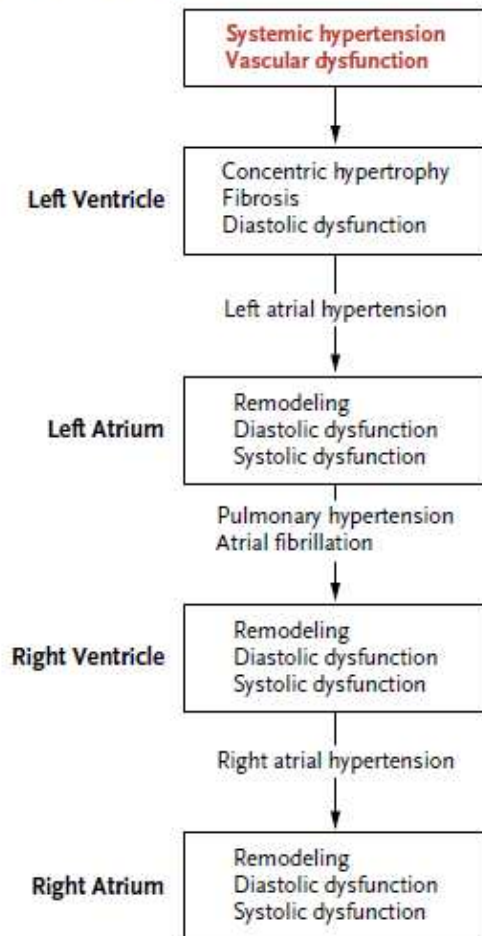 Systemic hypertension
Vascular dysfunction
Left Ventricle
Concentric hypertrophy
Fibrosis
Diastolic dysfunction
Left atrial hypertension
Left Atrium
Remodeling
Diastolic dysfunction
Systolic dysfunction
Pulmonary hypertension
Atrial fibrillation
Right Ventricle
Remodeling
Diastolic dysfunction
Systolic dysfunction
Right atrial hypertension
Right Atrium
Remodeling
Diastolic dysfunction
Systolic dysfunction